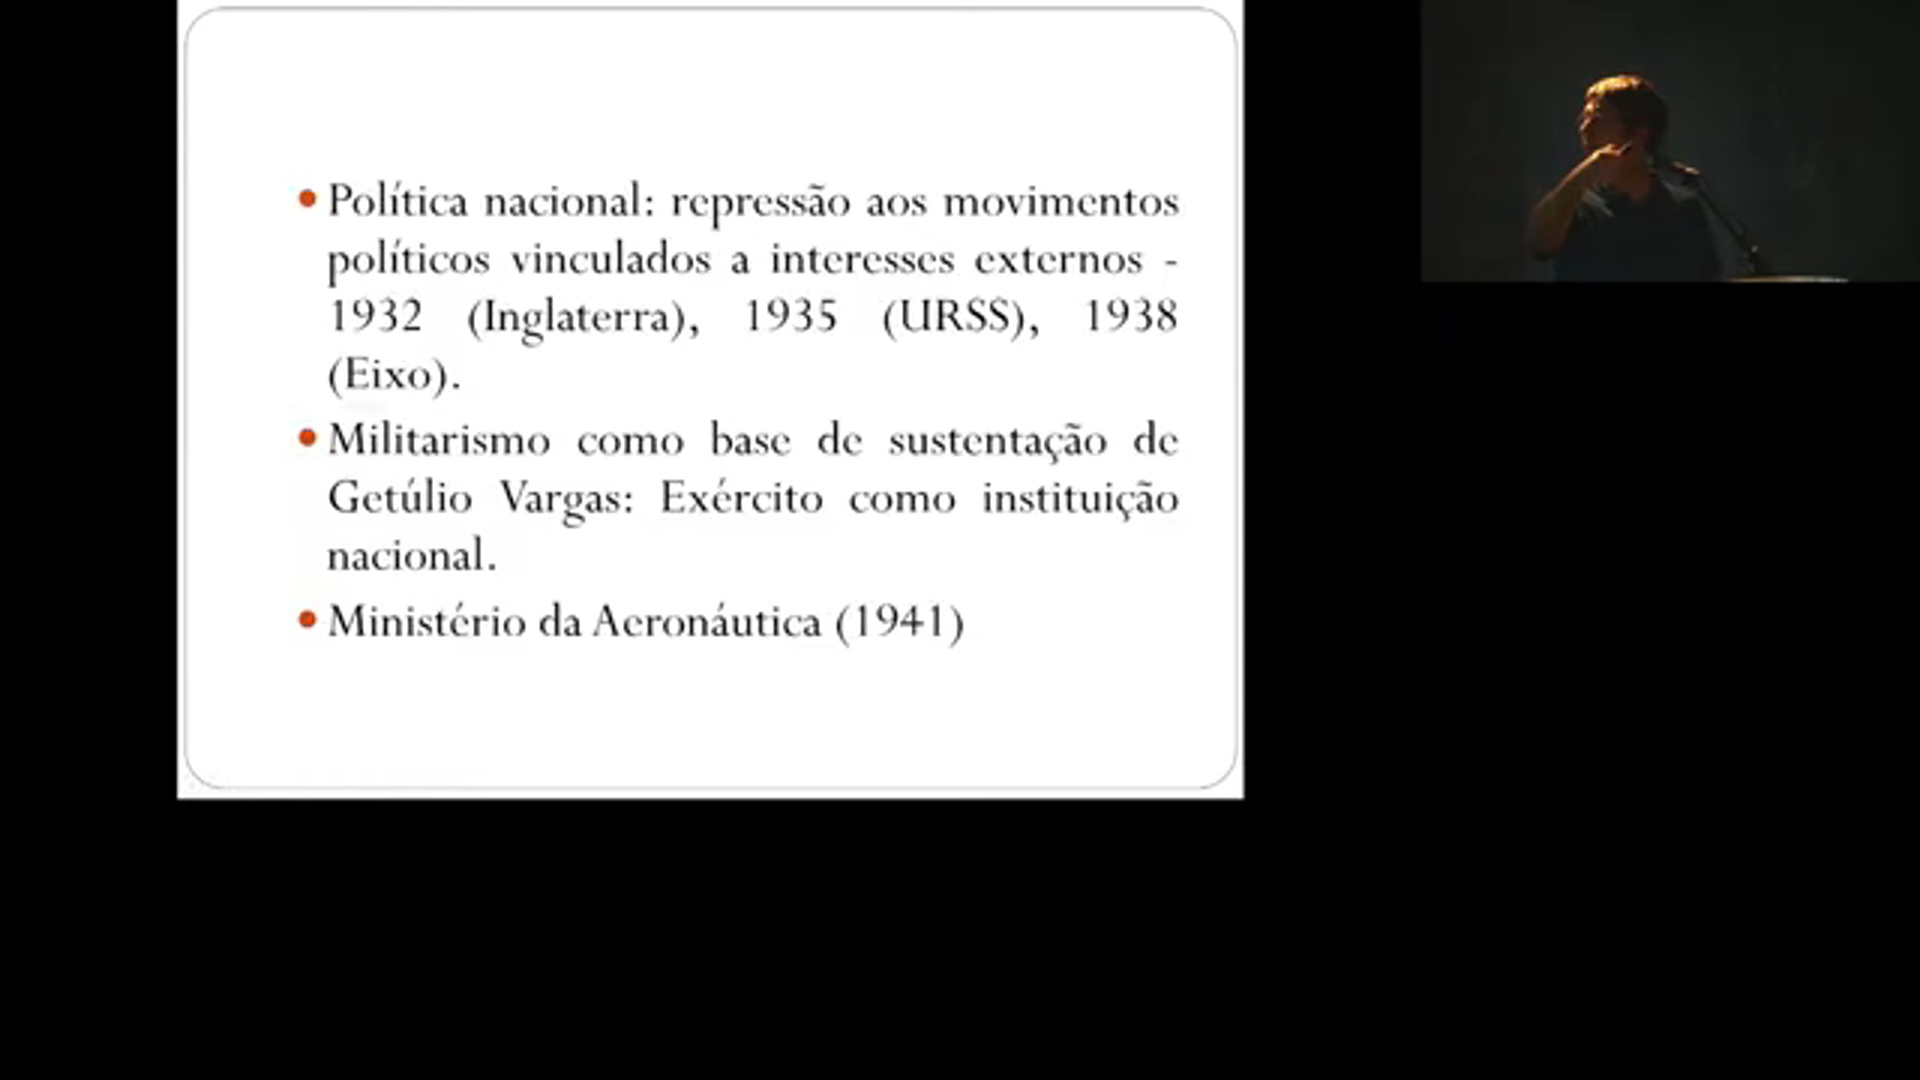 • Política nacional: repressão aos movimentos
políticos vinculados a interesses externos -
1932 (Inglaterra), 1935 (URSS), 1938
(Eixo).
• Militarismo como base de sustentação de
Getúlio Vargas: Exército como instituição
nacional.
• Ministério da Aeronáutica (1941)